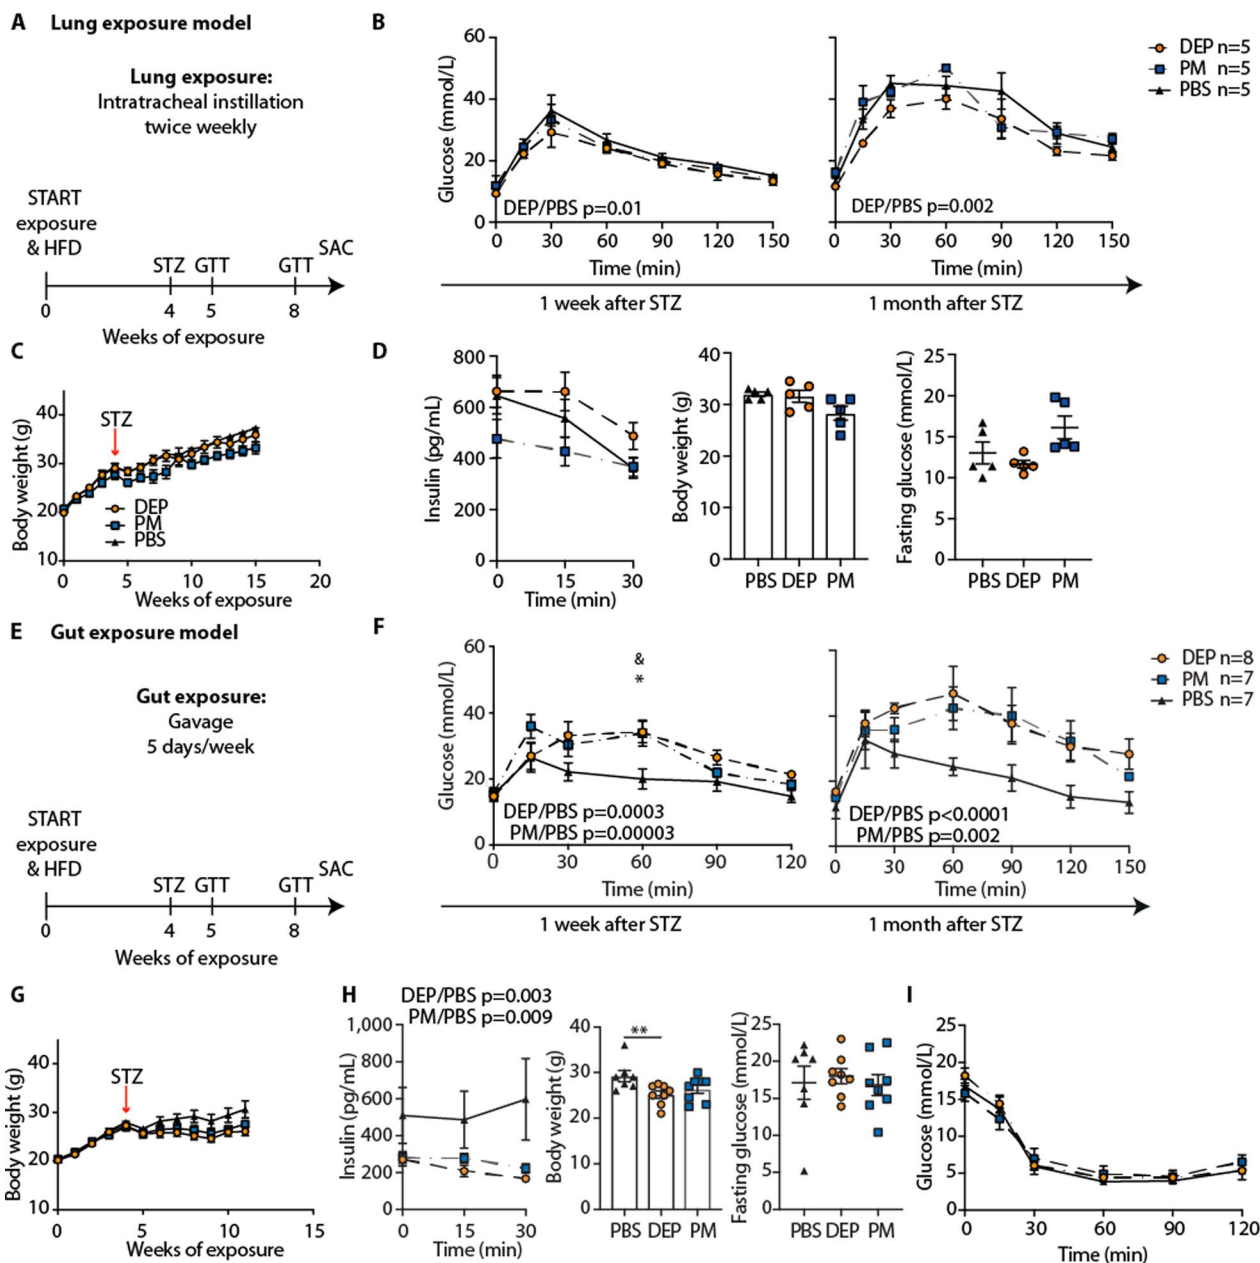 A Lung exposure model
Lung exposure:
Intratracheal instillation
twice weekly
START
exposure
& HFD
SAC
STZ GTT GTT
0 4 5 8
Weeks of exposure
B
60
40
20
0
Glucose (mmol/L)
DEP/PBS p=0.01
0 30 60 90 120 150
Time (min)
DEP/PBS p=0.002
0 30 60 90 120 150
Time (min)
DEP n=5
PM n=5
PBS n=5
1 week after STZ 1 month after STZ
C
40
30
20
10
Body weight (g)
STZ
DEP
PM
PBS
0 5 10 15 20
Weeks of exposure
D
800
600
400
200
0
Insulin (pg/mL)
0 15 30
Time (min)
40
30
20
10
0
Body weight (g)
PBS DEP PM
25
20
15
10
5
0
Fasting glucose (mmol/L)
PBS DEP PM
E Gut exposure model
Gut exposure:
Gavage
5 days/week
START
exposure
& HFD
SAC
STZ GTT GTT
0 4 5 8
Weeks of exposure
F
60
40
20
0
Glucose (mmol/L)
&
*
DEP/PBS p=0.0003
PM/PBS p=0.00003
0 30 60 90 120
Time (min)
DEP/PBS p<0.0001
PM/PBS p=0.002
0 30 60 90 120 150
Time (min)
DEP n=8
PM n=7
PBS n=7
1 week after STZ 1 month after STZ
G
40
30
20
10
Body weight (g)
STZ
0 5 10 15
Weeks of exposure
H
DEP/PBS p=0.003
PM/PBS p=0.009
1,000
800
600
400
200
0
Insulin (pg/mL)
0 15 30
Time (min)
40
30
20
10
0
Body weight (g)
**
PBS DEP PM
25
20
15
10
5
0
Fasting glucose (mmol/L)
PBS DEP PM
I
25
20
15
10
5
0
Glucose (mmol/L)
0 30 60 90 120
Time (min)